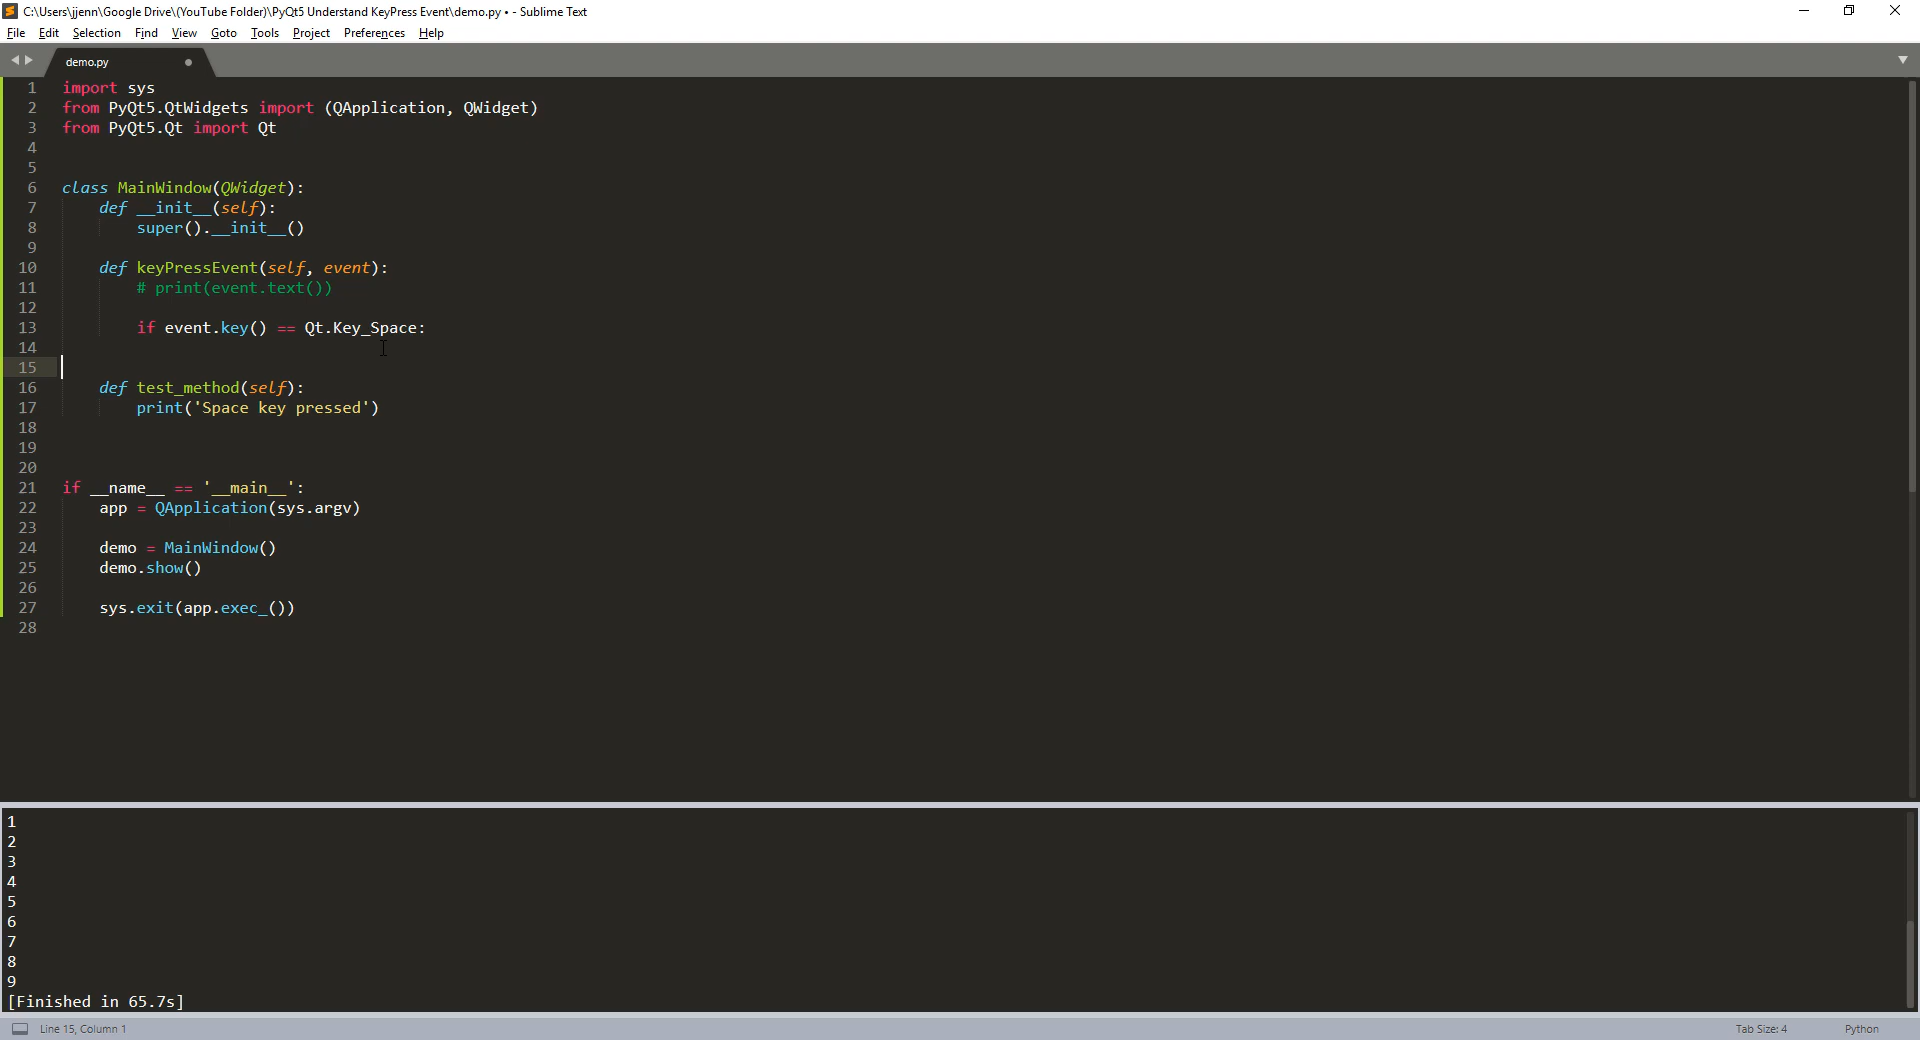 C:\Users\jjenn\Google Drive\(YouTube Folder)\PyQt5 Understand KeyPress Event\demo.py • - Sublime Text
File Edit Selection Find View Goto Tools Project Preferences Help
demo.py
1 import sys
2 from PyQt5.QtWidgets import (QApplication, QWidget)
3 from PyQt5.Qt import Qt
4
5
6 class MainWindow(QWidget):
7     def __init__(self):
8         super().__init__()
9
10     def keyPressEvent(self, event):
11         # print(event.text())
12
13         if event.key() == Qt.Key_Space:
14
15
16     def test_method(self):
17         print('Space key pressed')
18
19
20
21 if __name__ == '__main__':
22     app = QApplication(sys.argv)
23
24     demo = MainWindow()
25     demo.show()
26
27     sys.exit(app.exec_())
28
1
2
3
4
5
6
7
8
9
[Finished in 65.7s]
Line 15, Column 1 Tab Size: 4 Python